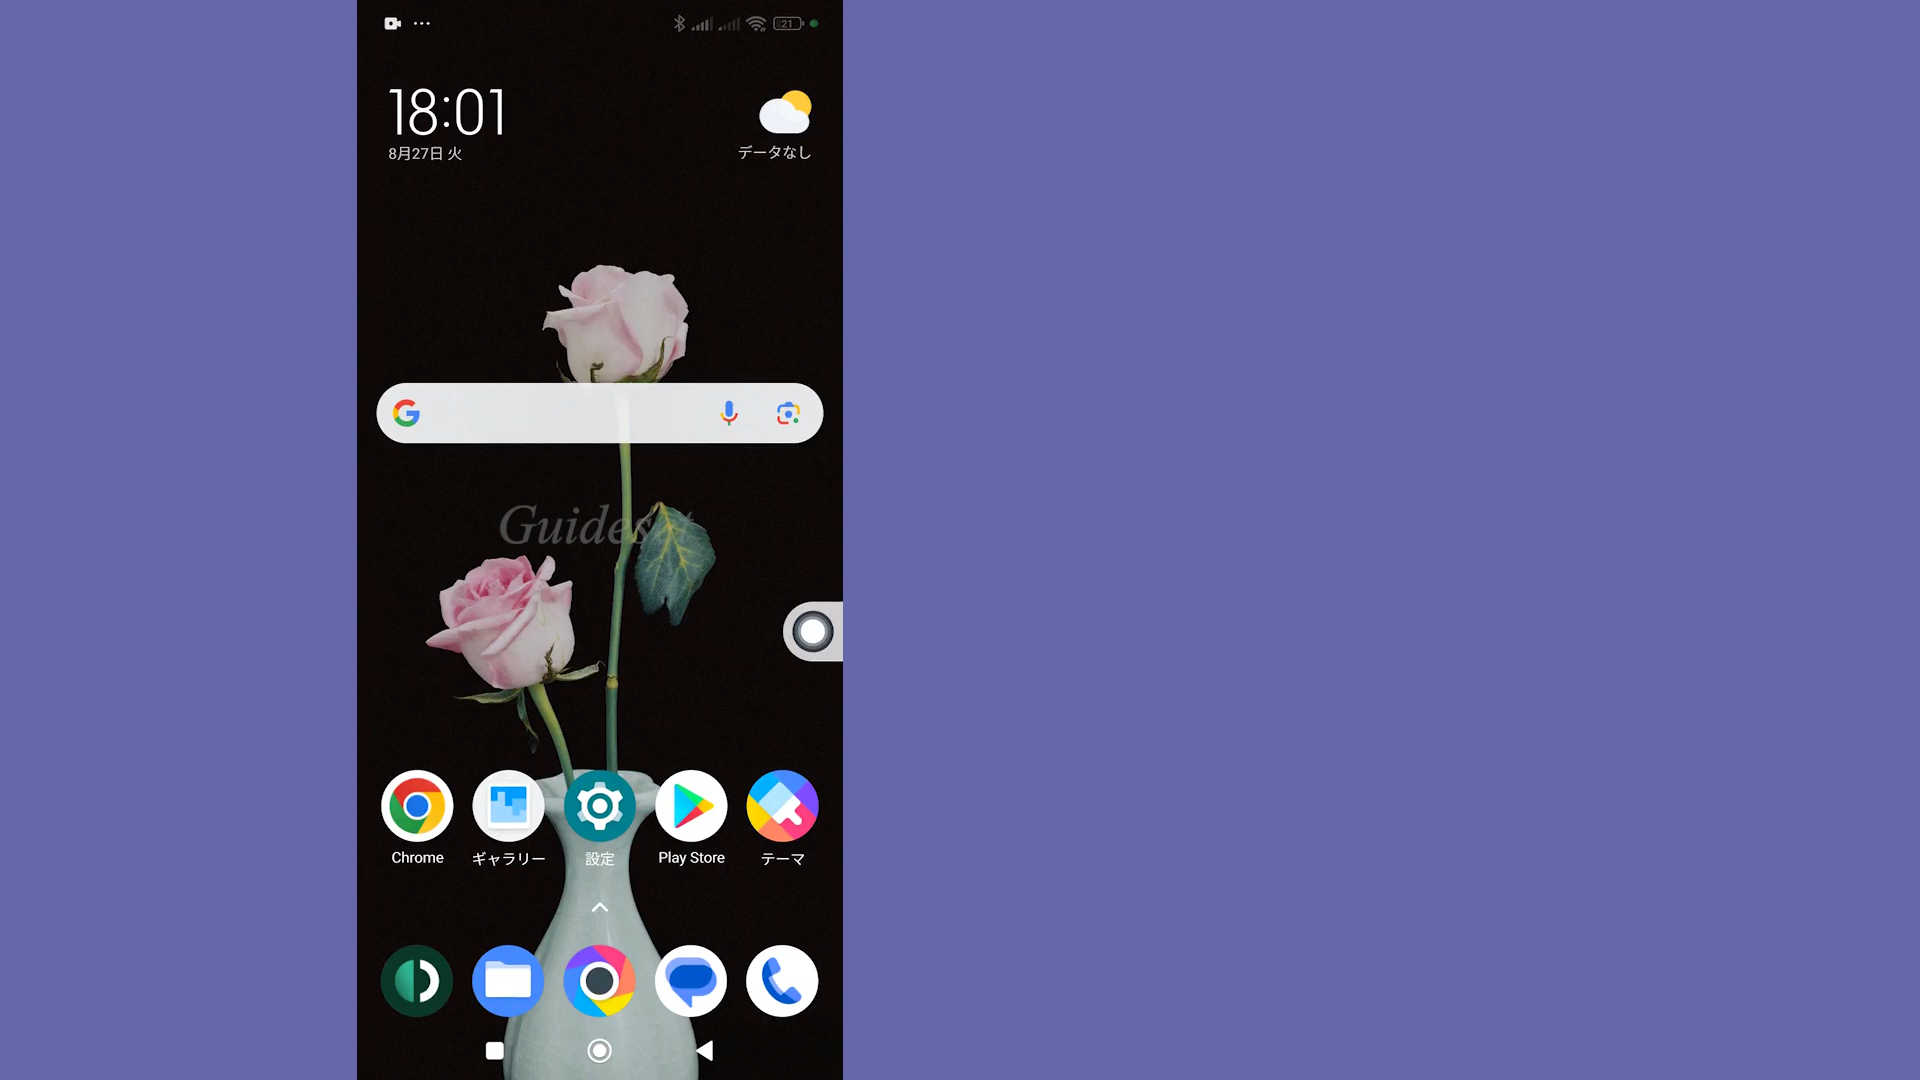 21
18:01
8月27日 火
データなし
Guides
Chrome
ギャラリー
設定
Play Store
テーマ